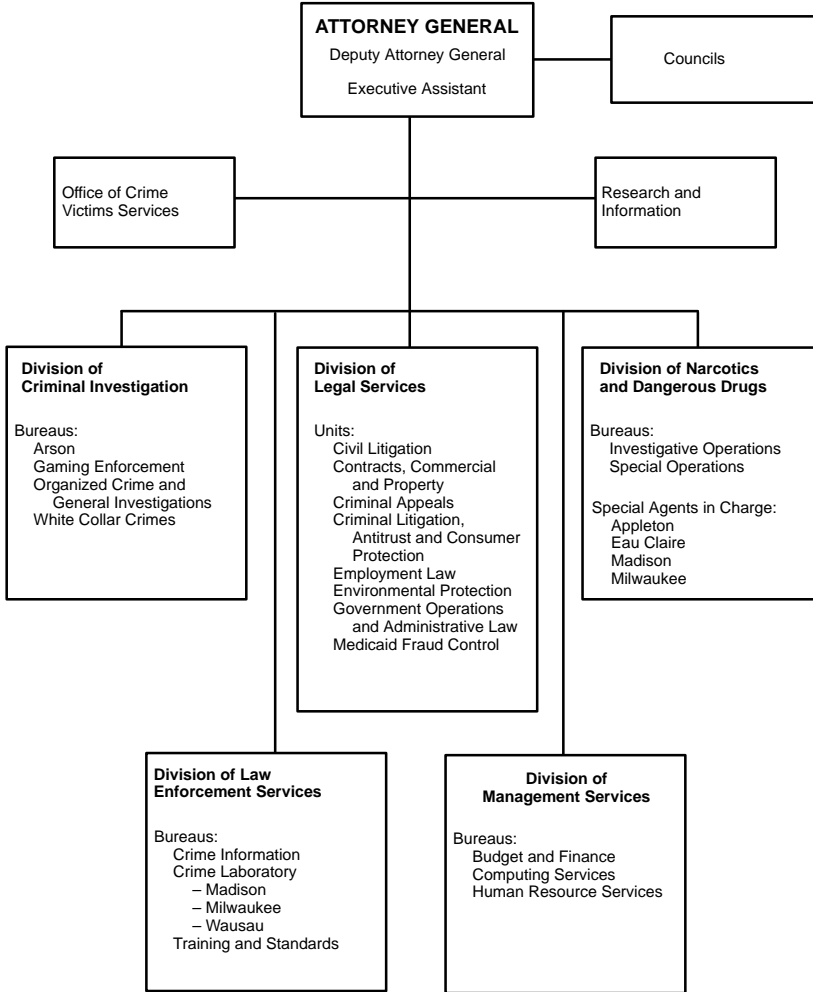 ATTORNEY GENERAL
Deputy Attorney General
Executive Assistant
Councils
Office of Crime
Victims Services
Research and
Information
Division of
Criminal Investigation
Bureaus:
Arson
Gaming Enforcement
Organized Crime and
General Investigations
White Collar Crimes
Division of
Legal Services
Units:
Civil Litigation
Contracts, Commercial
and Property
Criminal Appeals
Criminal Litigation,
Antitrust and Consumer
Protection
Employment Law
Environmental Protection
Government Operations
and Administrative Law
Medicaid Fraud Control
Division of Narcotics
and Dangerous Drugs
Bureaus:
Investigative Operations
Special Operations
Special Agents in Charge:
Appleton
Eau Claire
Madison
Milwaukee
Division of Law
Enforcement Services
Bureaus:
Crime Information
Crime Laboratory
– Madison
– Milwaukee
– Wausau
Training and Standards
Division of
Management Services
Bureaus:
Budget and Finance
Computing Services
Human Resource Services